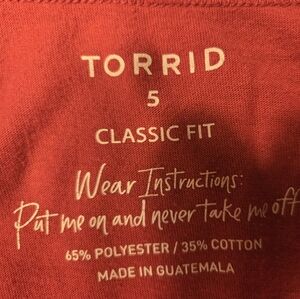 TORRID
5
CLASSIC FIT
Wear Instructions:
Put me on and never take me off
65% POLYESTER / 35% COTTON
MADE IN GUATEMALA